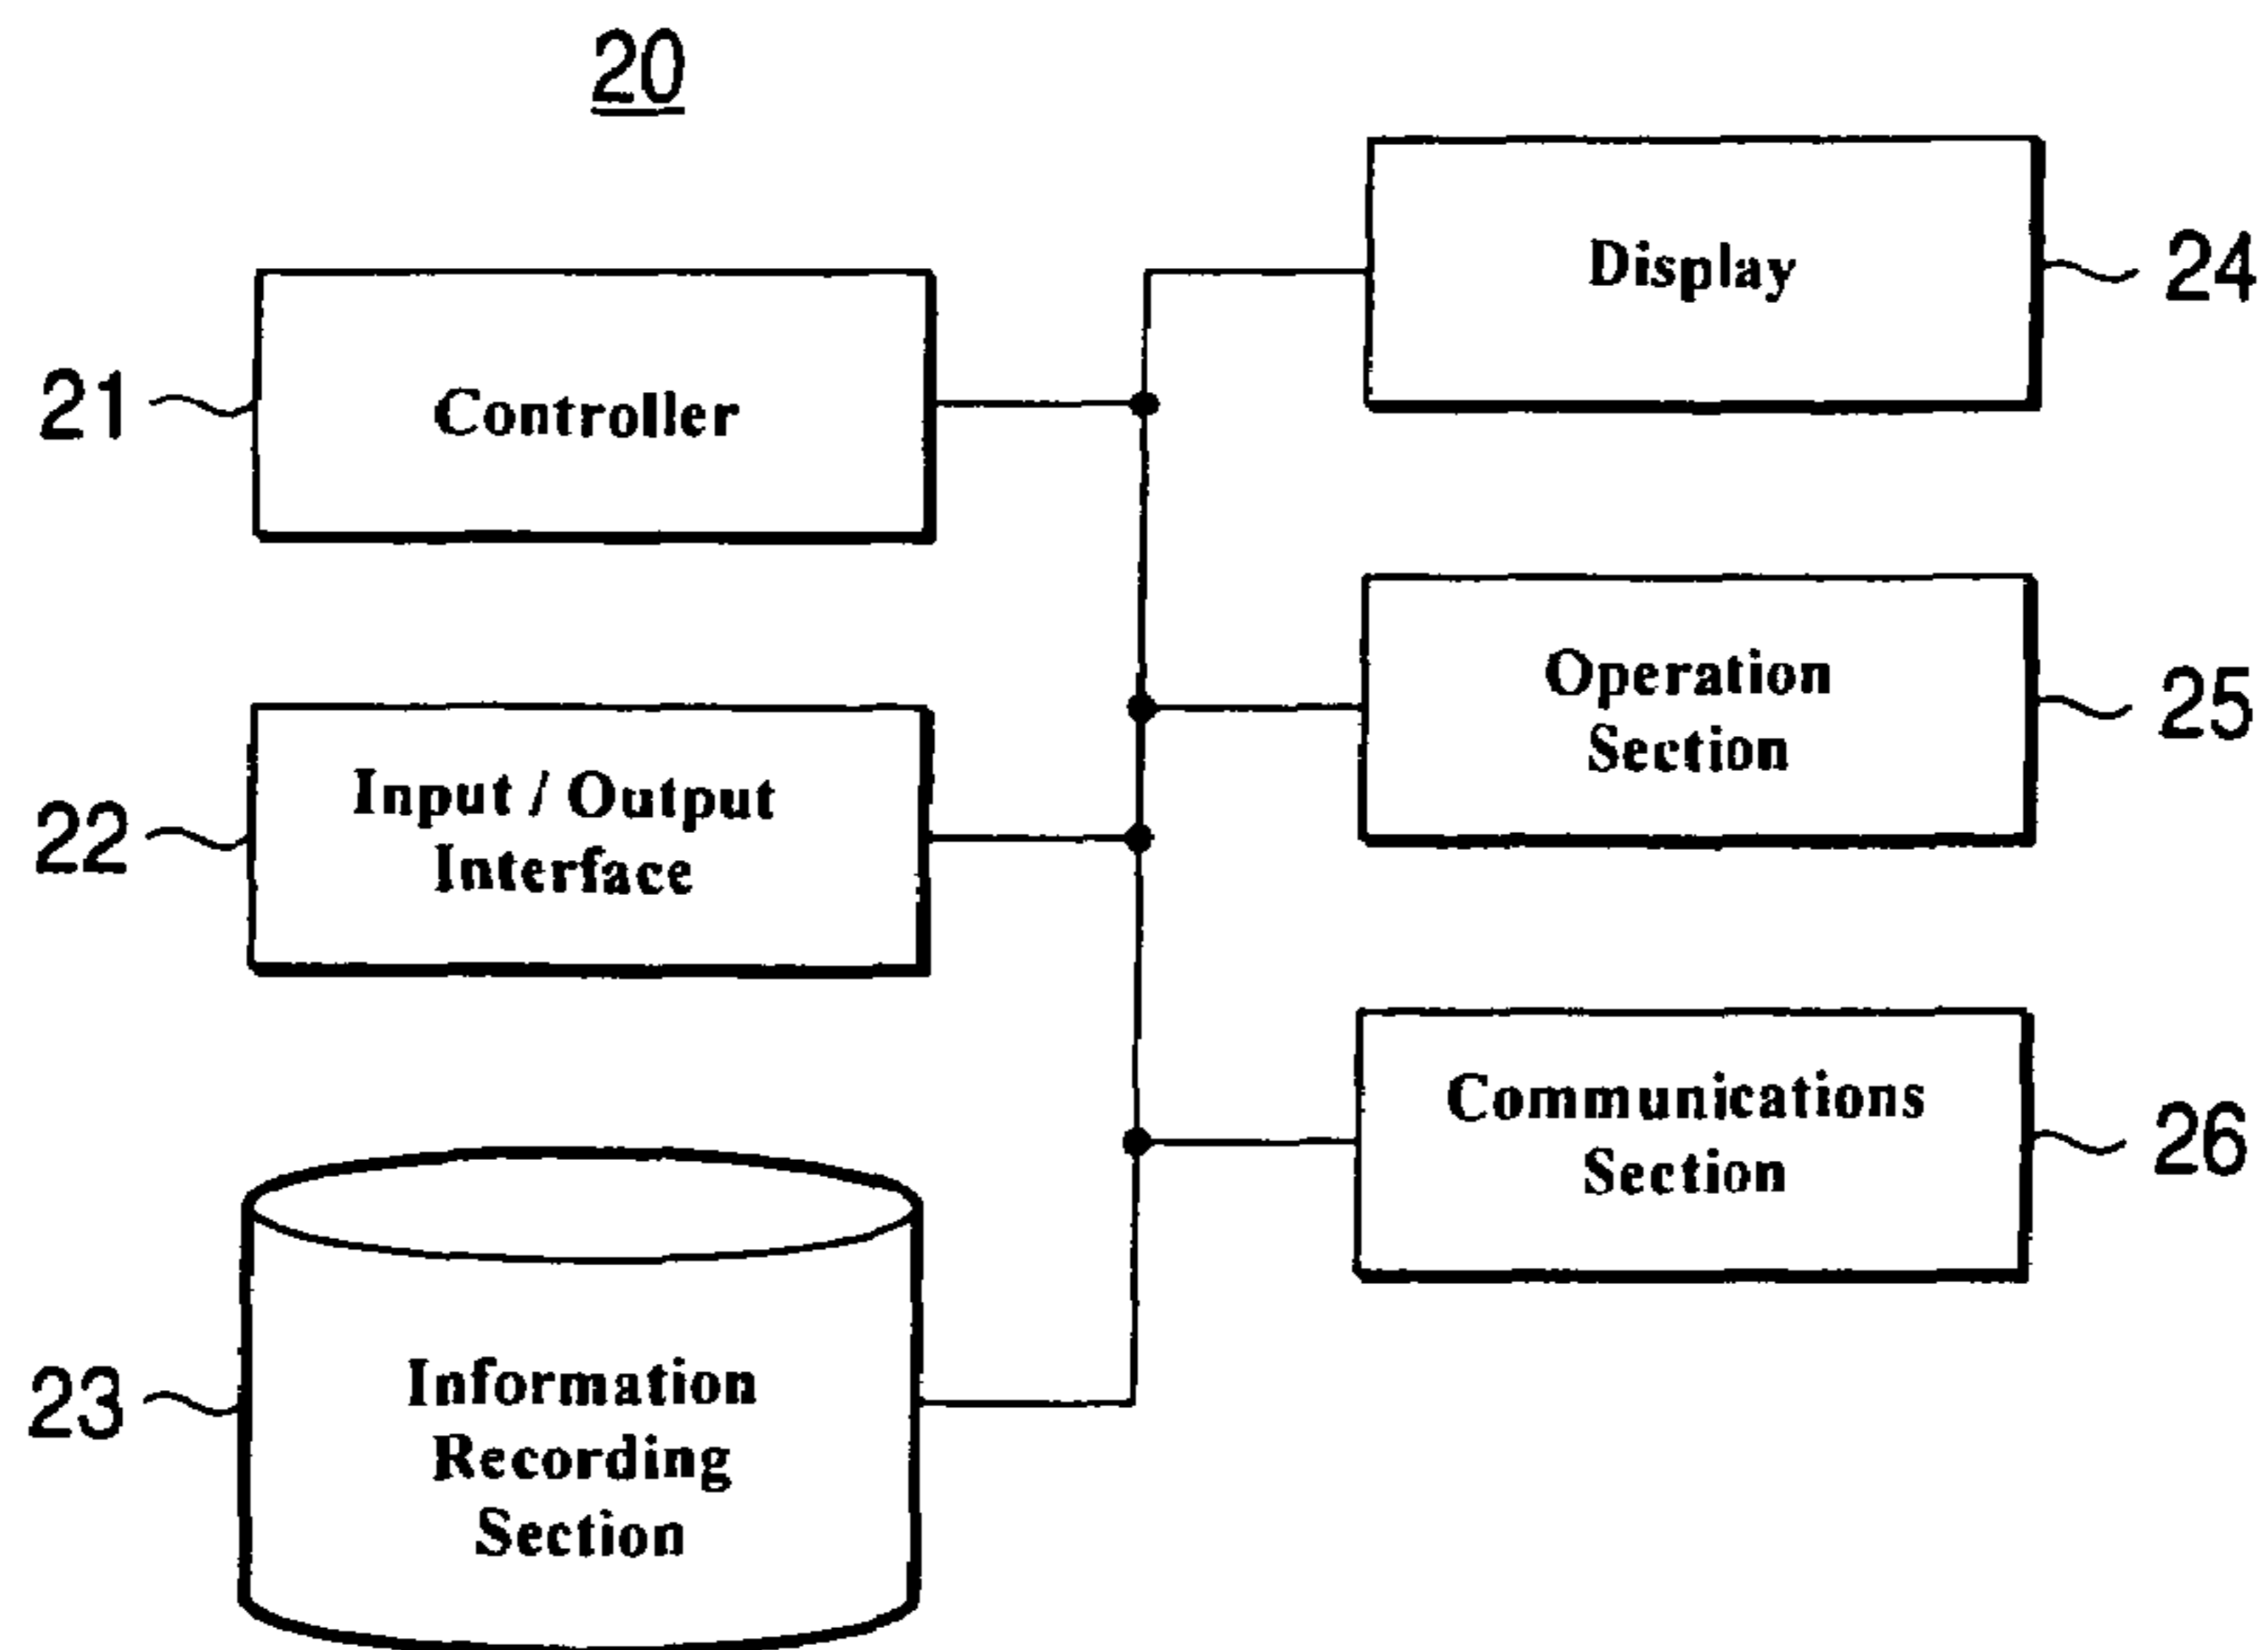 20
21
Controller
22
Input / Output
Interface
23
Information
Recording
Section
Display
24
Operation
Section
25
Communications
Section
26